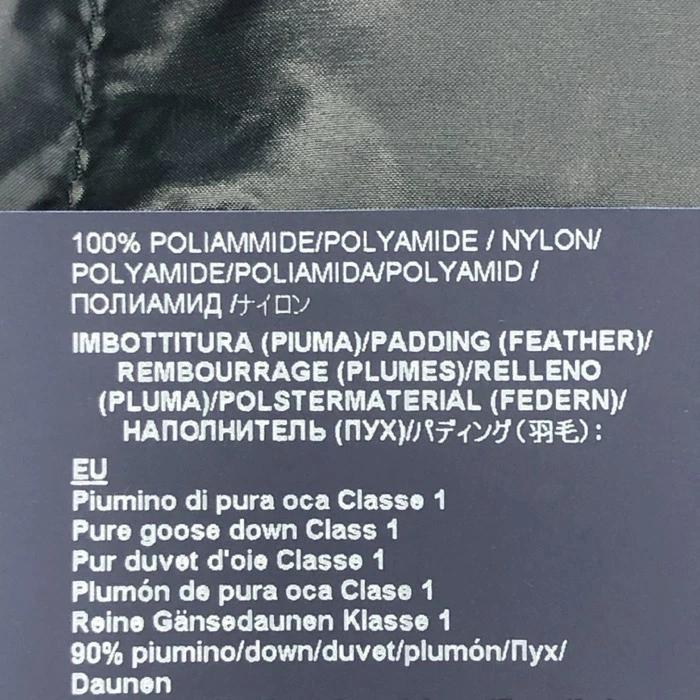 100% POLIAMMIDE/POLYAMIDE / NYLON/
POLYAMIDE/POLIAMIDA/POLYAMID /
ПОЛИАМИД /ナイロン
IMBOTTITURA (PIUMA)/PADDING (FEATHER)/
REMBOURRAGE (PLUMES)/RELLENO
(PLUMA)/POLSTERMATERIAL (FEDERN)/
НАПОЛНИТЕЛЬ (ПУХ)/パディング(羽毛):
EU
Piumino di pura oca Classe 1
Pure goose down Class 1
Pur duvet d'oie Classe 1
Plumón de pura oca Clase 1
Reine Gänsedaunen Klasse 1
90% piumino/down/duvet/plumón/Пух/
Daunen